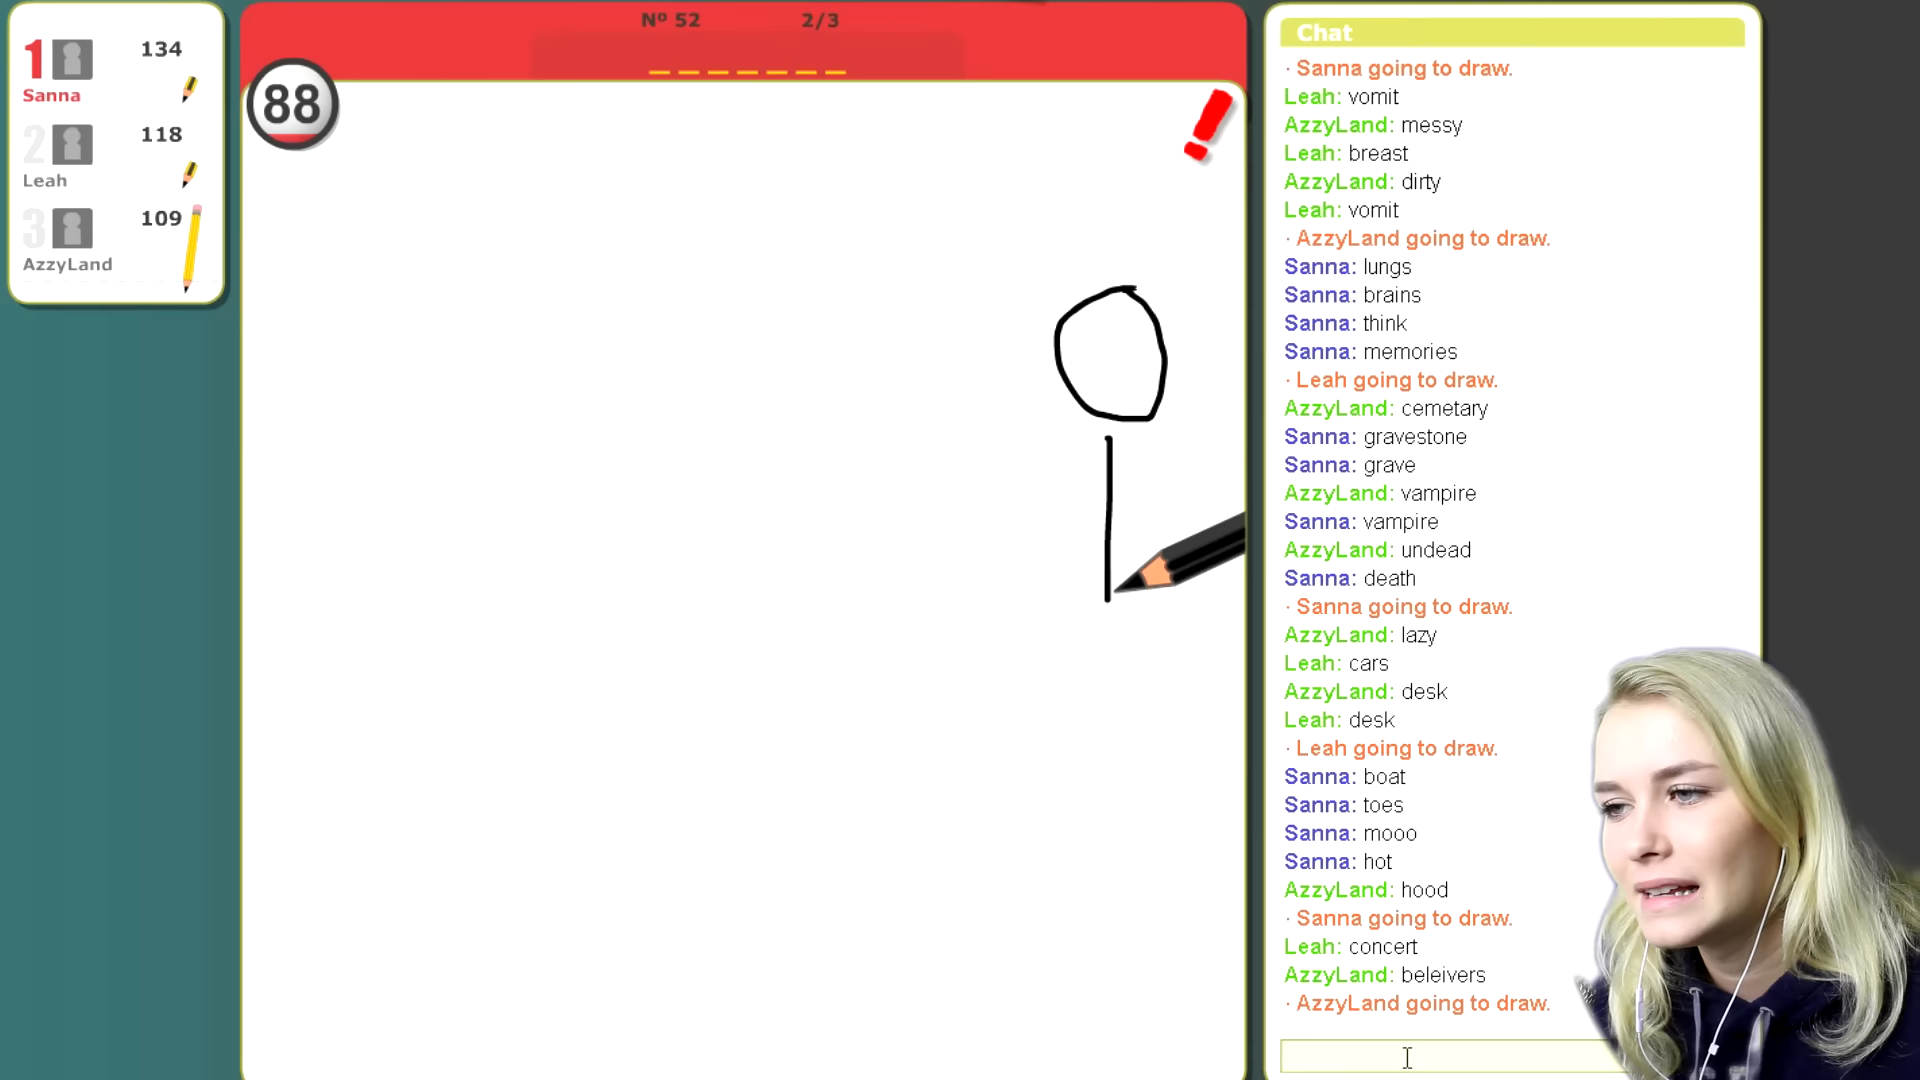 1
134
Sanna
2
118
Leah
3
109
AzzyLand
Nº 52
2/3
_ _ _ _ _ _ _
88
!
Chat
· Sanna going to draw.
Leah: vomit
AzzyLand: messy
Leah: breast
AzzyLand: dirty
Leah: vomit
· AzzyLand going to draw.
Sanna: lungs
Sanna: brains
Sanna: think
Sanna: memories
· Leah going to draw.
AzzyLand: cemetary
Sanna: gravestone
Sanna: grave
AzzyLand: vampire
Sanna: vampire
AzzyLand: undead
Sanna: death
· Sanna going to draw.
AzzyLand: lazy
Leah: cars
AzzyLand: desk
Leah: desk
· Leah going to draw.
Sanna: boat
Sanna: toes
Sanna: mooo
Sanna: hot
AzzyLand: hood
· Sanna going to draw.
Leah: concert
AzzyLand: beleivers
· AzzyLand going to draw.